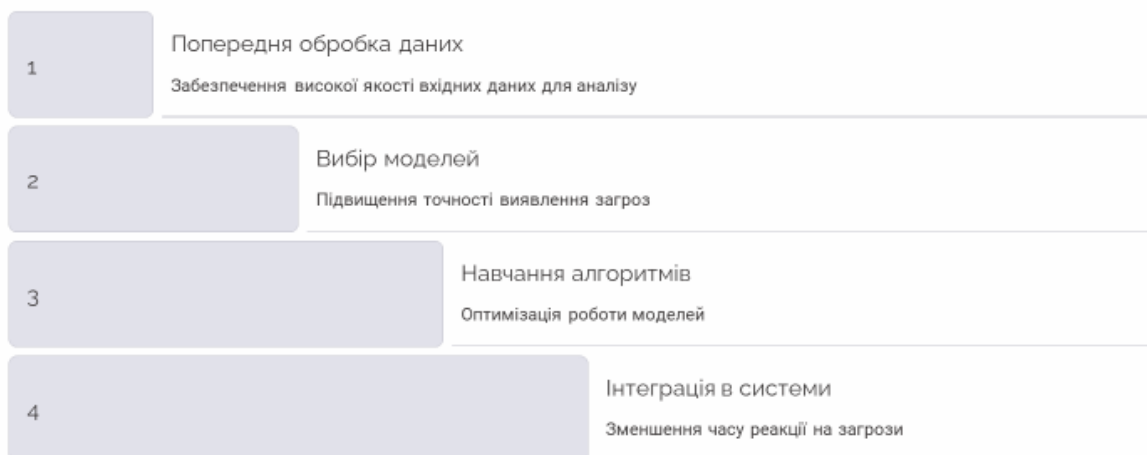 1
Попередня обробка даних
Забезпечення високої якості вхідних даних для аналізу
2
Вибір моделей
Підвищення точності виявлення загроз
3
Навчання алгоритмів
Оптимізація роботи моделей
4
Інтеграція в системи
Зменшення часу реакції на загрози